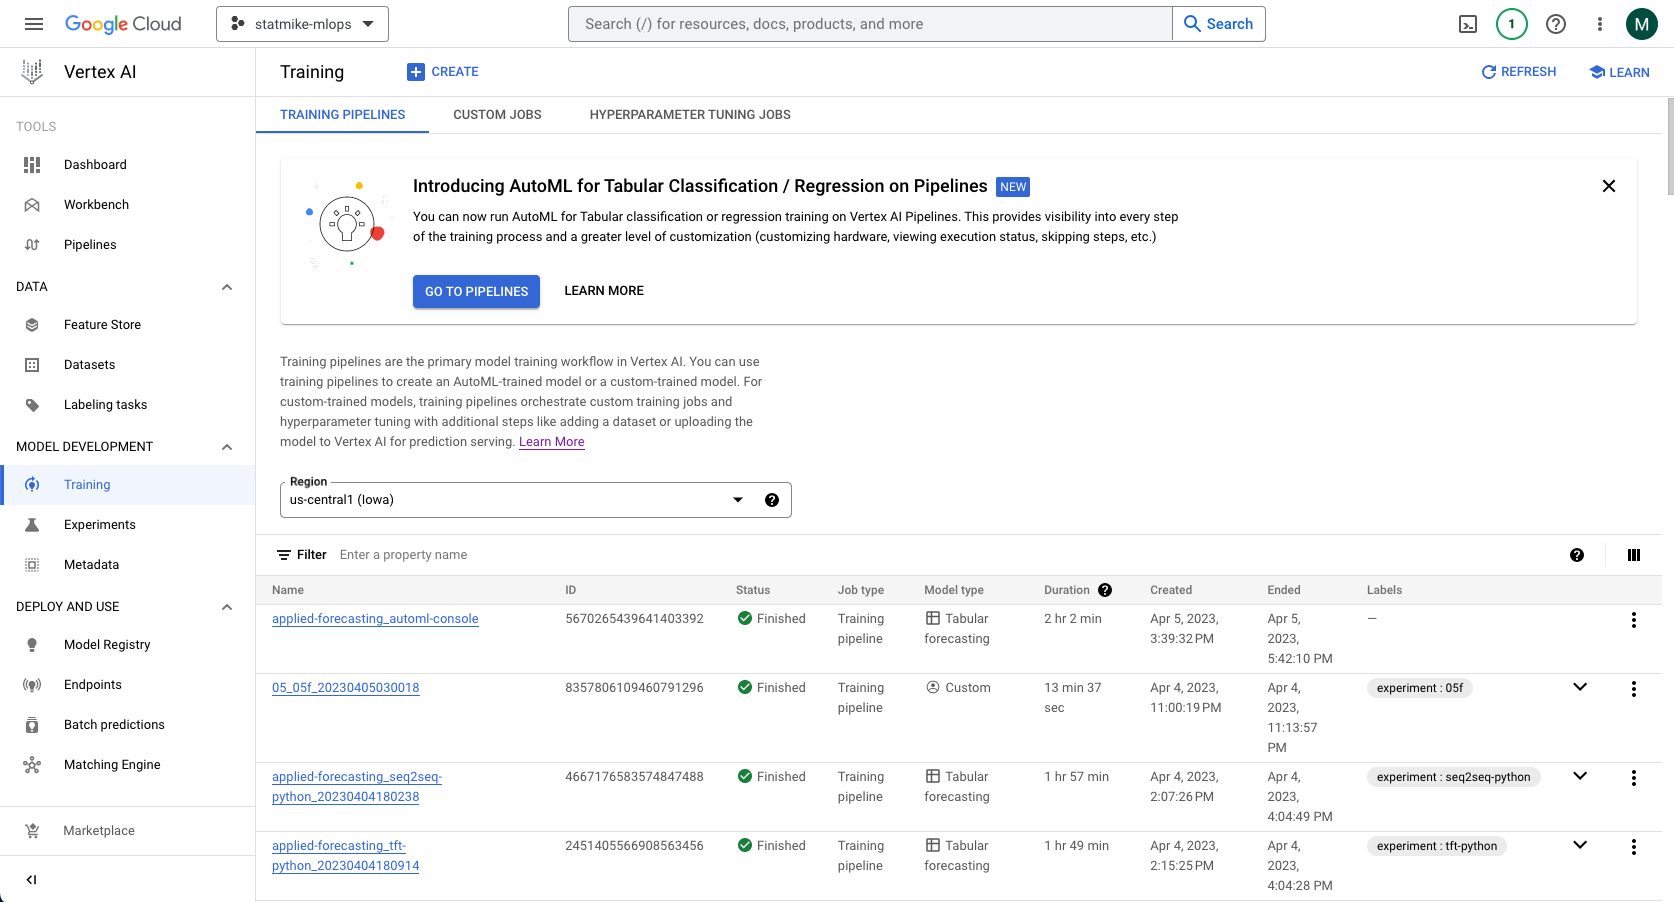 Google Cloud
statmike-mlops
Search (/) for resources, docs, products, and more
Search
1
M
Vertex AI
Training
CREATE
REFRESH
LEARN
TOOLS
Dashboard
Workbench
Pipelines
DATA
Feature Store
Datasets
Labeling tasks
MODEL DEVELOPMENT
Training
Experiments
Metadata
DEPLOY AND USE
Model Registry
Endpoints
Batch predictions
Matching Engine
Marketplace
TRAINING PIPELINES
CUSTOM JOBS
HYPERPARAMETER TUNING JOBS
Introducing AutoML for Tabular Classification / Regression on Pipelines NEW
You can now run AutoML for Tabular classification or regression training on Vertex AI Pipelines. This provides visibility into every step
of the training process and a greater level of customization (customizing hardware, viewing execution status, skipping steps, etc.)
GO TO PIPELINES
LEARN MORE
Training pipelines are the primary model training workflow in Vertex AI. You can use
training pipelines to create an AutoML-trained model or a custom-trained model. For
custom-trained models, training pipelines orchestrate custom training jobs and
hyperparameter tuning with additional steps like adding a dataset or uploading the
model to Vertex AI for prediction serving. Learn More
Region
us-central1 (Iowa)
Filter Enter a property name
Name ID Status Job type Model type Duration Created Ended Labels
applied-forecasting_automl-console 5670265439641403392 Finished Training Tabular 2 hr 2 min Apr 5, 2023, Apr 5, —
pipeline forecasting 3:39:32 PM 2023,
5:42:10 PM
05_05f_20230405030018 8357806109460791296 Finished Training Custom 13 min 37 Apr 4, 2023, Apr 4, experiment : 05f
pipeline sec 11:00:19 PM 2023,
11:13:57
PM
applied-forecasting_seq2seq- 4667176583574847488 Finished Training Tabular 1 hr 57 min Apr 4, 2023, Apr 4, experiment : seq2seq-python
python_20230404180238 pipeline forecasting 2:07:26 PM 2023,
4:04:49 PM
applied-forecasting_tft- 2451405566908563456 Finished Training Tabular 1 hr 49 min Apr 4, 2023, Apr 4, experiment : tft-python
python_20230404180914 pipeline forecasting 2:15:25 PM 2023,
4:04:28 PM